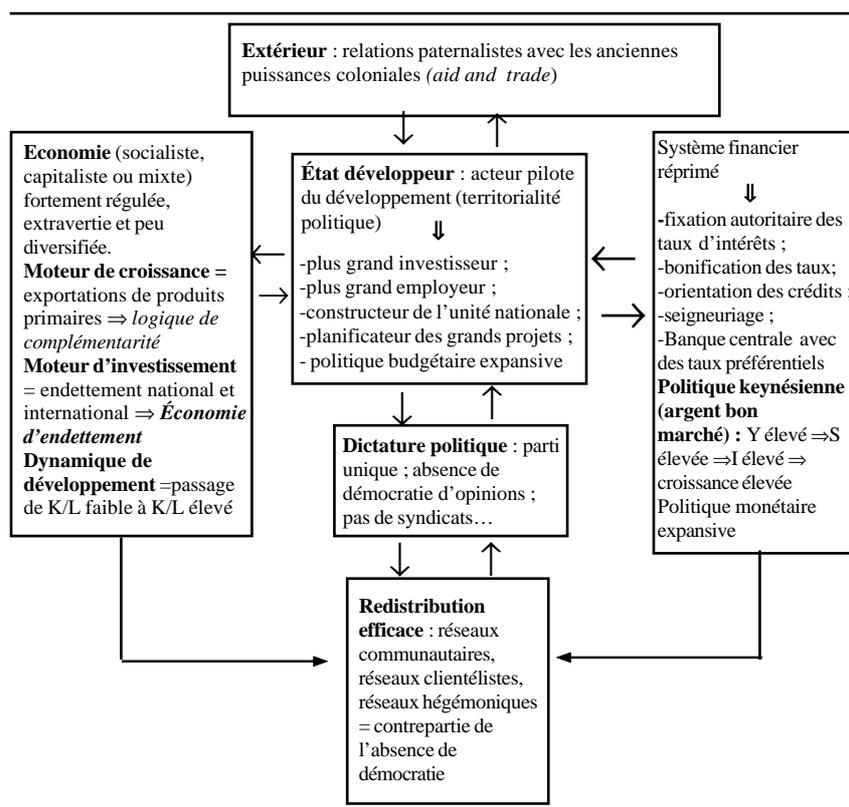 Extérieur : relations paternalistes avec les anciennes
puissances coloniales (aid and trade)
Economie (socialiste,
capitaliste ou mixte)
fortement régulée,
extravertie et peu
diversifiée.
Moteur de croissance =
exportations de produits
primaires ⇒ logique de
complémentarité
Moteur d’investissement
= endettement national et
international ⇒ Économie
d’endettement
Dynamique de
développement =passage
de K/L faible à K/L élevé
État développeur : acteur pilote
du développement (territorialité
politique) ⇓
-plus grand investisseur ;
-plus grand employeur ;
-constructeur de l’unité nationale ;
-planificateur des grands projets ;
- politique budgétaire expansive
Système financier
réprimé
⇓
-fixation autoritaire des
taux d’intérêts ;
-bonification des taux;
-orientation des crédits ;
-seigneuriage ;
-Banque centrale avec
des taux préférentiels
Politique keynésienne
(argent bon
marché) : Y élevé ⇒S
élevée ⇒I élevé ⇒
croissance élevée
Politique monétaire
expansive
Dictature politique : parti
unique ; absence de
démocratie d’opinions ;
pas de syndicats…
Redistribution
efficace : réseaux
communautaires,
réseaux clientélistes,
réseaux hégémoniques
= contrepartie de
l’absence de
démocratie